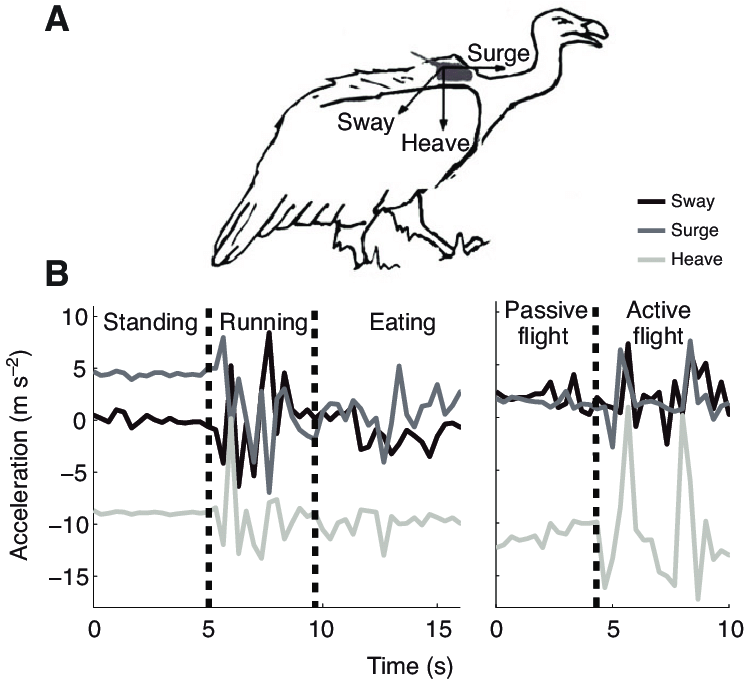 A
Surge
Sway
Heave
Sway
Surge
Heave
B
Standing
Running
Eating
Passive
flight
Active
flight
10
5
0
−5
−10
−15
Acceleration (m s−2)
0
5
10
15
0
5
10
Time (s)